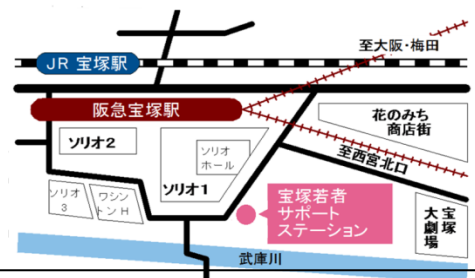 至大阪・梅田
JR 宝塚駅
阪急宝塚駅
花のみち
商店街
ソリオ2
ソリオ
ホール
至西宮北口
ソリオ1
ソリオ
3
ワシン
トンH
宝塚若者
サポート
ステーション
宝塚
大劇場
武庫川